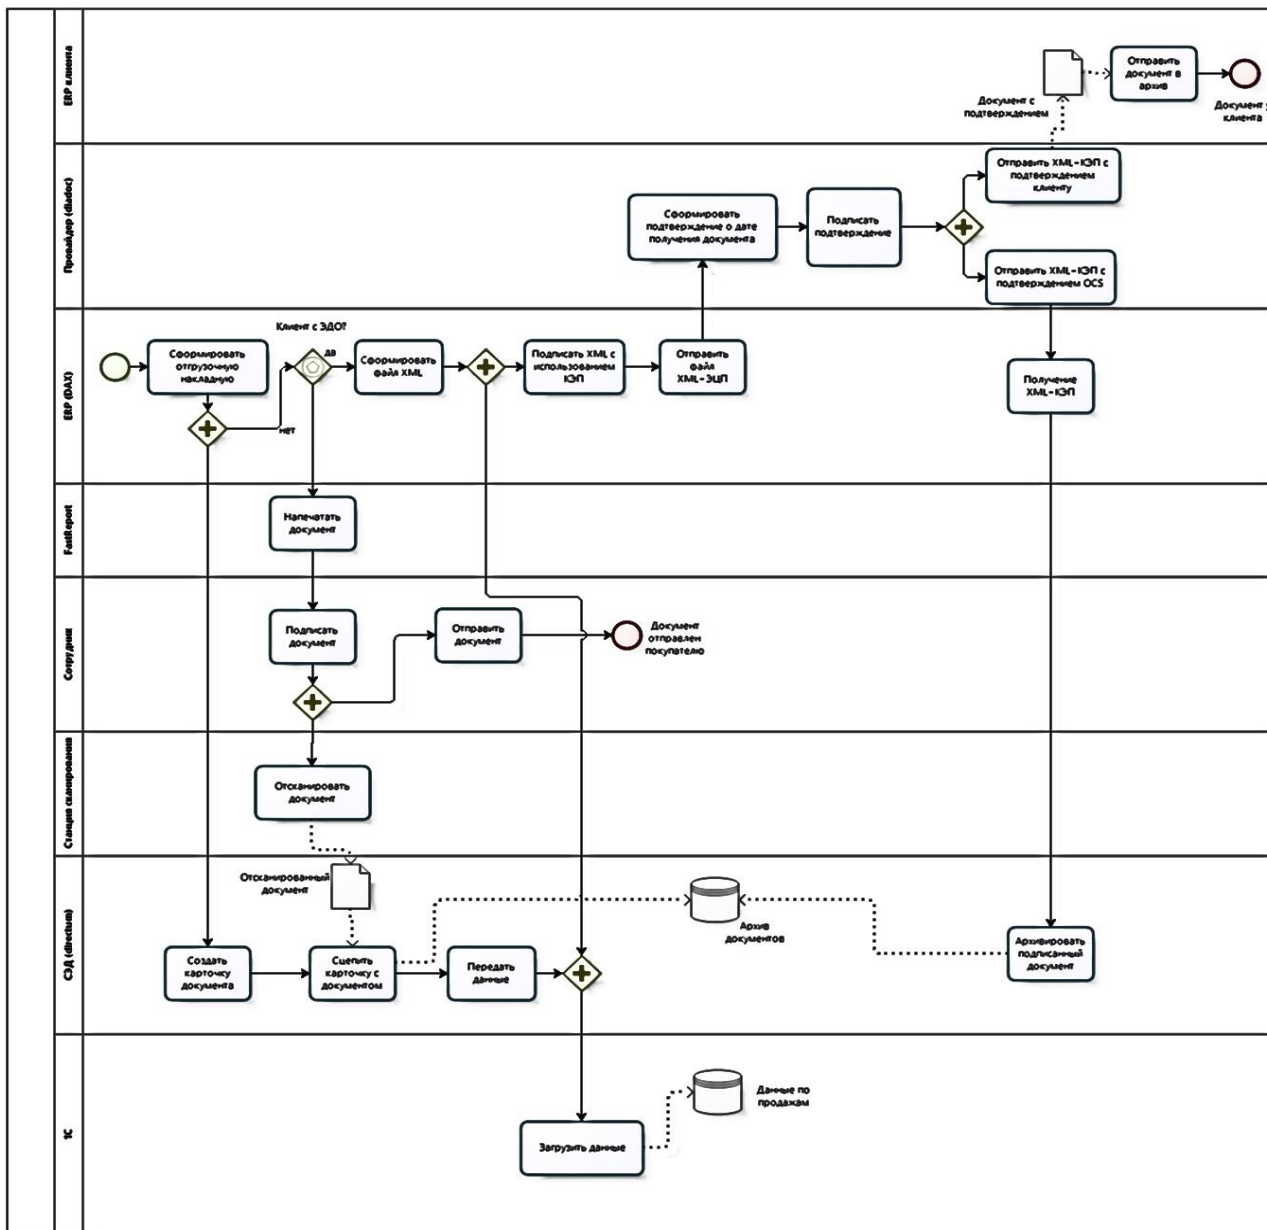 ERP клиента
Отправить
документ в
архив
Документ с
подтверждением
Документ у
клиента
Провайдер (diadoc)
Отправить XML-КЭП с
подтверждением
клиенту
Сформировать
подтверждение о дате
получения документа
Подписать
подтверждение
Отправить XML-КЭП с
подтверждением OCS
ERP (DAX)
Клиент с ЭДО?
да
нет
Сформировать
отгрузочную
накладную
Сформировать
файл XML
Подписать XML с
использованием
КЭП
Отправить
файл
XML-ЭЦП
Получение
XML-КЭП
FastReport
Напечатать
документ
Сотрудник
Подписать
документ
Отправить
документ
Документ
отправлен
покупателю
Станция сканирования
Отсканировать
документ
СЭД (directum)
Отсканированный
документ
Архив
документов
Создать
карточку
документа
Сцепить
карточку с
документом
Передать
данные
Архивировать
подписанный
документ
1С
Данные по
продажам
Загрузить данные